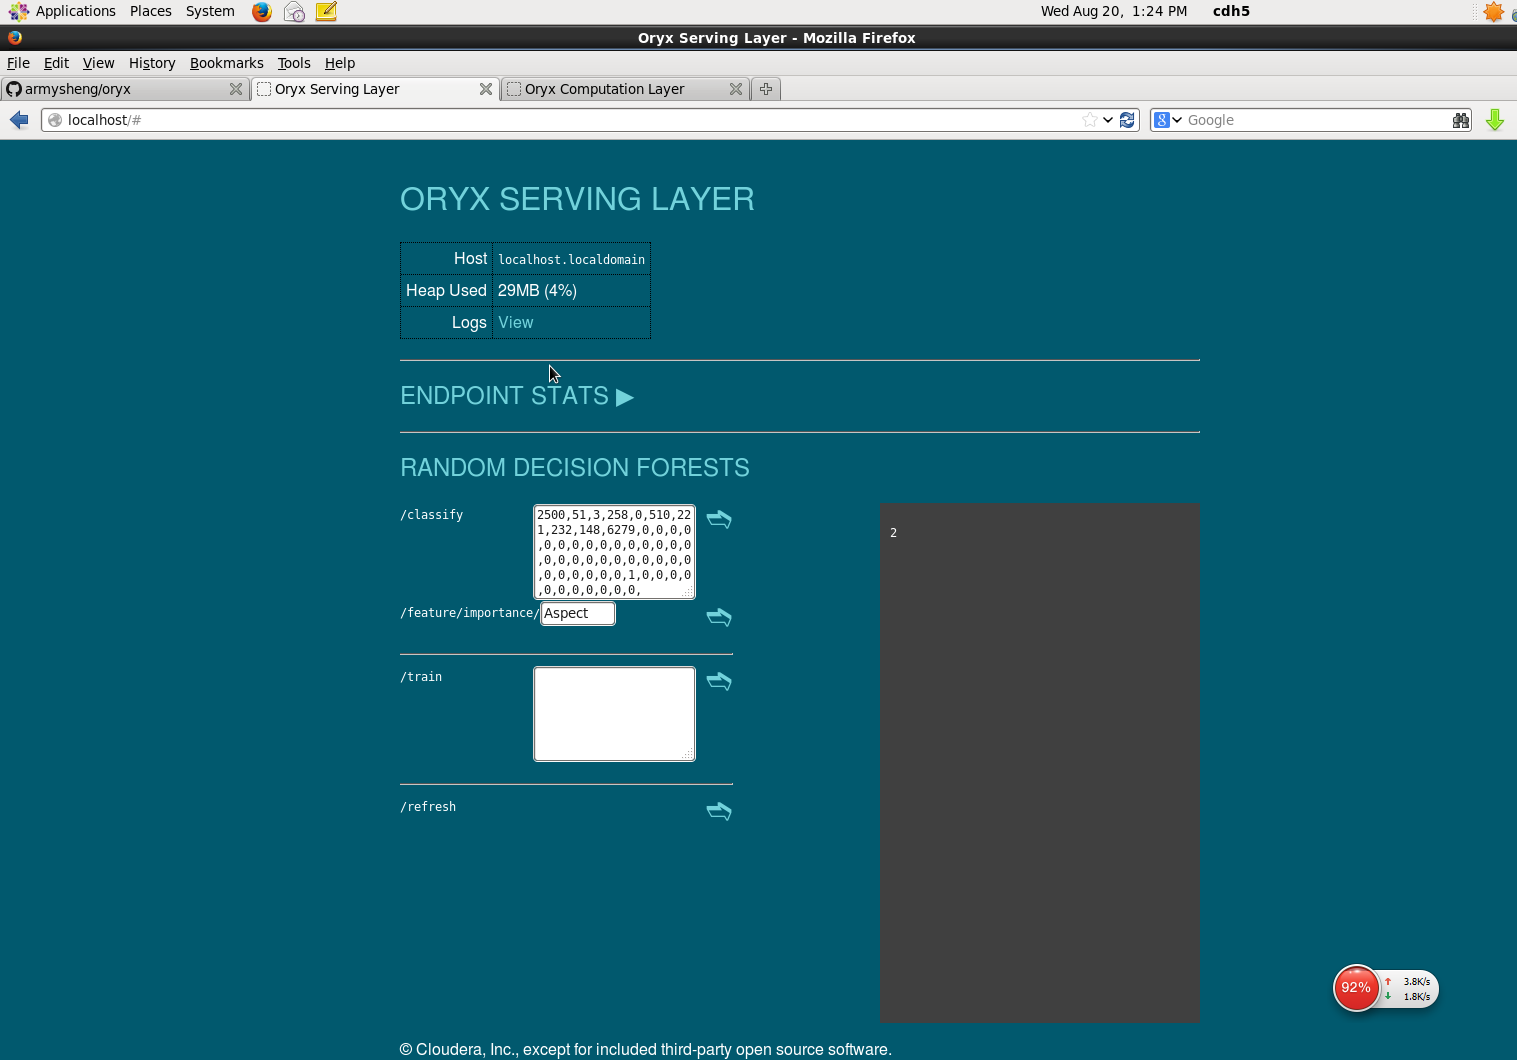 Applications Places System Wed Aug 20, 1:24 PM cdh5
Oryx Serving Layer - Mozilla Firefox
File Edit View History Bookmarks Tools Help
armysheng/oryx Oryx Serving Layer Oryx Computation Layer
localhost/# Google
ORYX SERVING LAYER
Host localhost.localdomain
Heap Used 29MB (4%)
Logs View
ENDPOINT STATS ▶
RANDOM DECISION FORESTS
/classify
2500,51,3,258,0,510,22
1,232,148,6279,0,0,0,0
,0,0,0,0,0,0,0,0,0,0,0
,0,0,0,0,0,0,0,0,0,0,0
,0,0,0,0,0,0,1,0,0,0,0
,0,0,0,0,0,0,0,
2
/feature/importance/ Aspect
/train
/refresh
92% 3.8K/s
1.8K/s
© Cloudera, Inc., except for included third-party open source software.